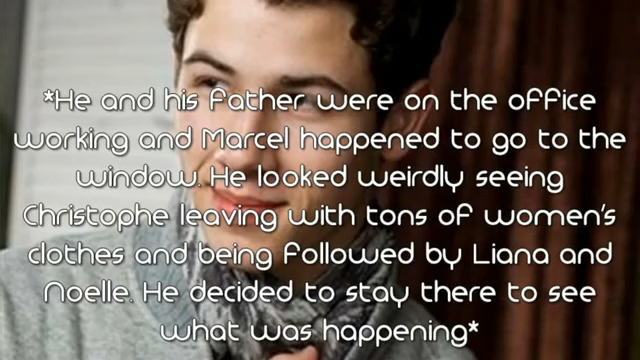 *He and his Father were on the office
working and Marcel happened to go to the
window. He looked weirdly seeing
Christophe leaving with tons of women's
clothes and being followed by Liana and
Noelle. He decided to stay there to see
what was happening*